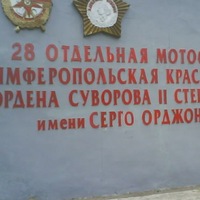 28 ОТДЕЛЬНАЯ МОТОС
ИМФЕРОПОЛЬСКАЯ КРАС
ОРДЕНА СУВОРОВА II СТЕ
имени СЕРГО ОРДЖОН